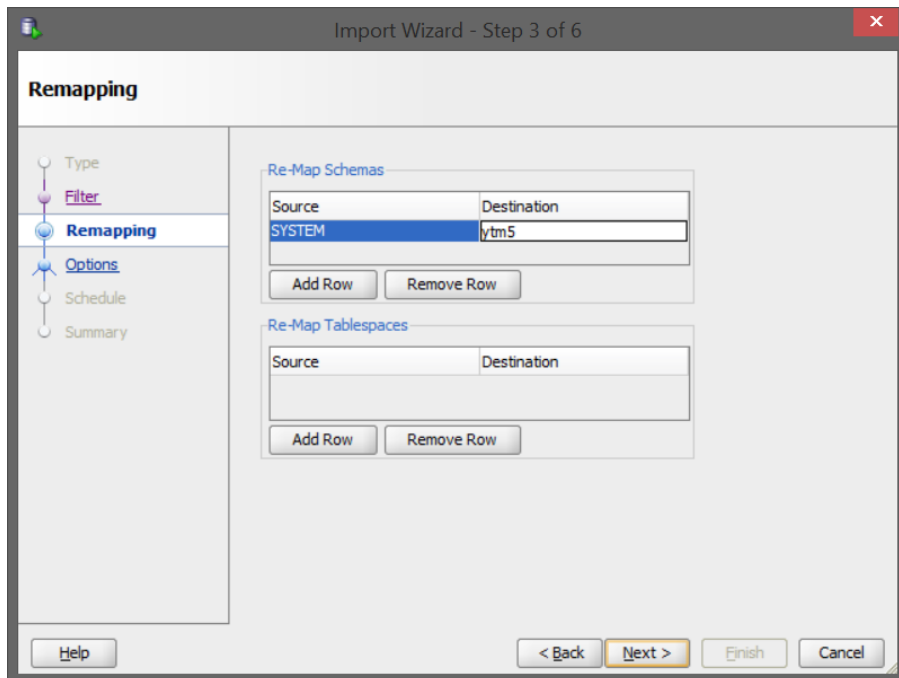 Import Wizard - Step 3 of 6
Remapping
Type
Filter
Remapping
Options
Schedule
Summary
Re-Map Schemas
Source Destination
SYSTEM ytm5
Add Row Remove Row
Re-Map Tablespaces
Source Destination
Add Row Remove Row
Help < Back Next > Finish Cancel